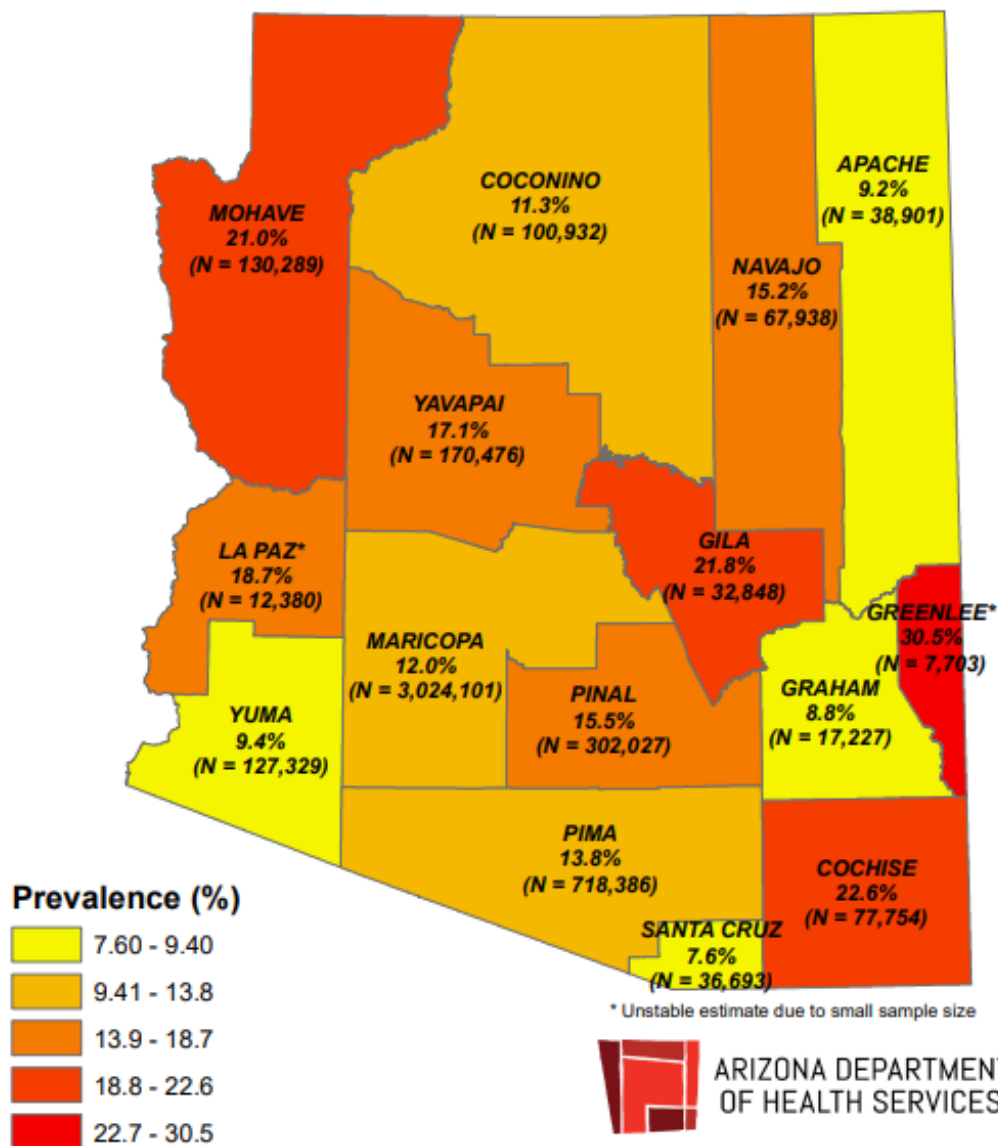 COCONINO
11.3%
(N = 100,932)
APACHE
9.2%
(N = 38,901)
MOHAVE
21.0%
(N = 130,289)
NAVAJO
15.2%
(N = 67,938)
YAVAPAI
17.1%
(N = 170,476)
LA PAZ*
18.7%
(N = 12,380)
GILA
21.8%
(N = 32,848)
GREENLEE*
30.5%
(N = 7,703)
MARICOPA
12.0%
(N = 3,024,101)
PINAL
15.5%
(N = 302,027)
GRAHAM
8.8%
(N = 17,227)
YUMA
9.4%
(N = 127,329)
PIMA
13.8%
(N = 718,386)
COCHISE
22.6%
(N = 77,754)
SANTA CRUZ
7.6%
(N = 36,693)
Prevalence (%)
7.60 - 9.40
9.41 - 13.8
13.9 - 18.7
18.8 - 22.6
22.7 - 30.5
* Unstable estimate due to small sample size
ARIZONA DEPARTMENT
OF HEALTH SERVICES